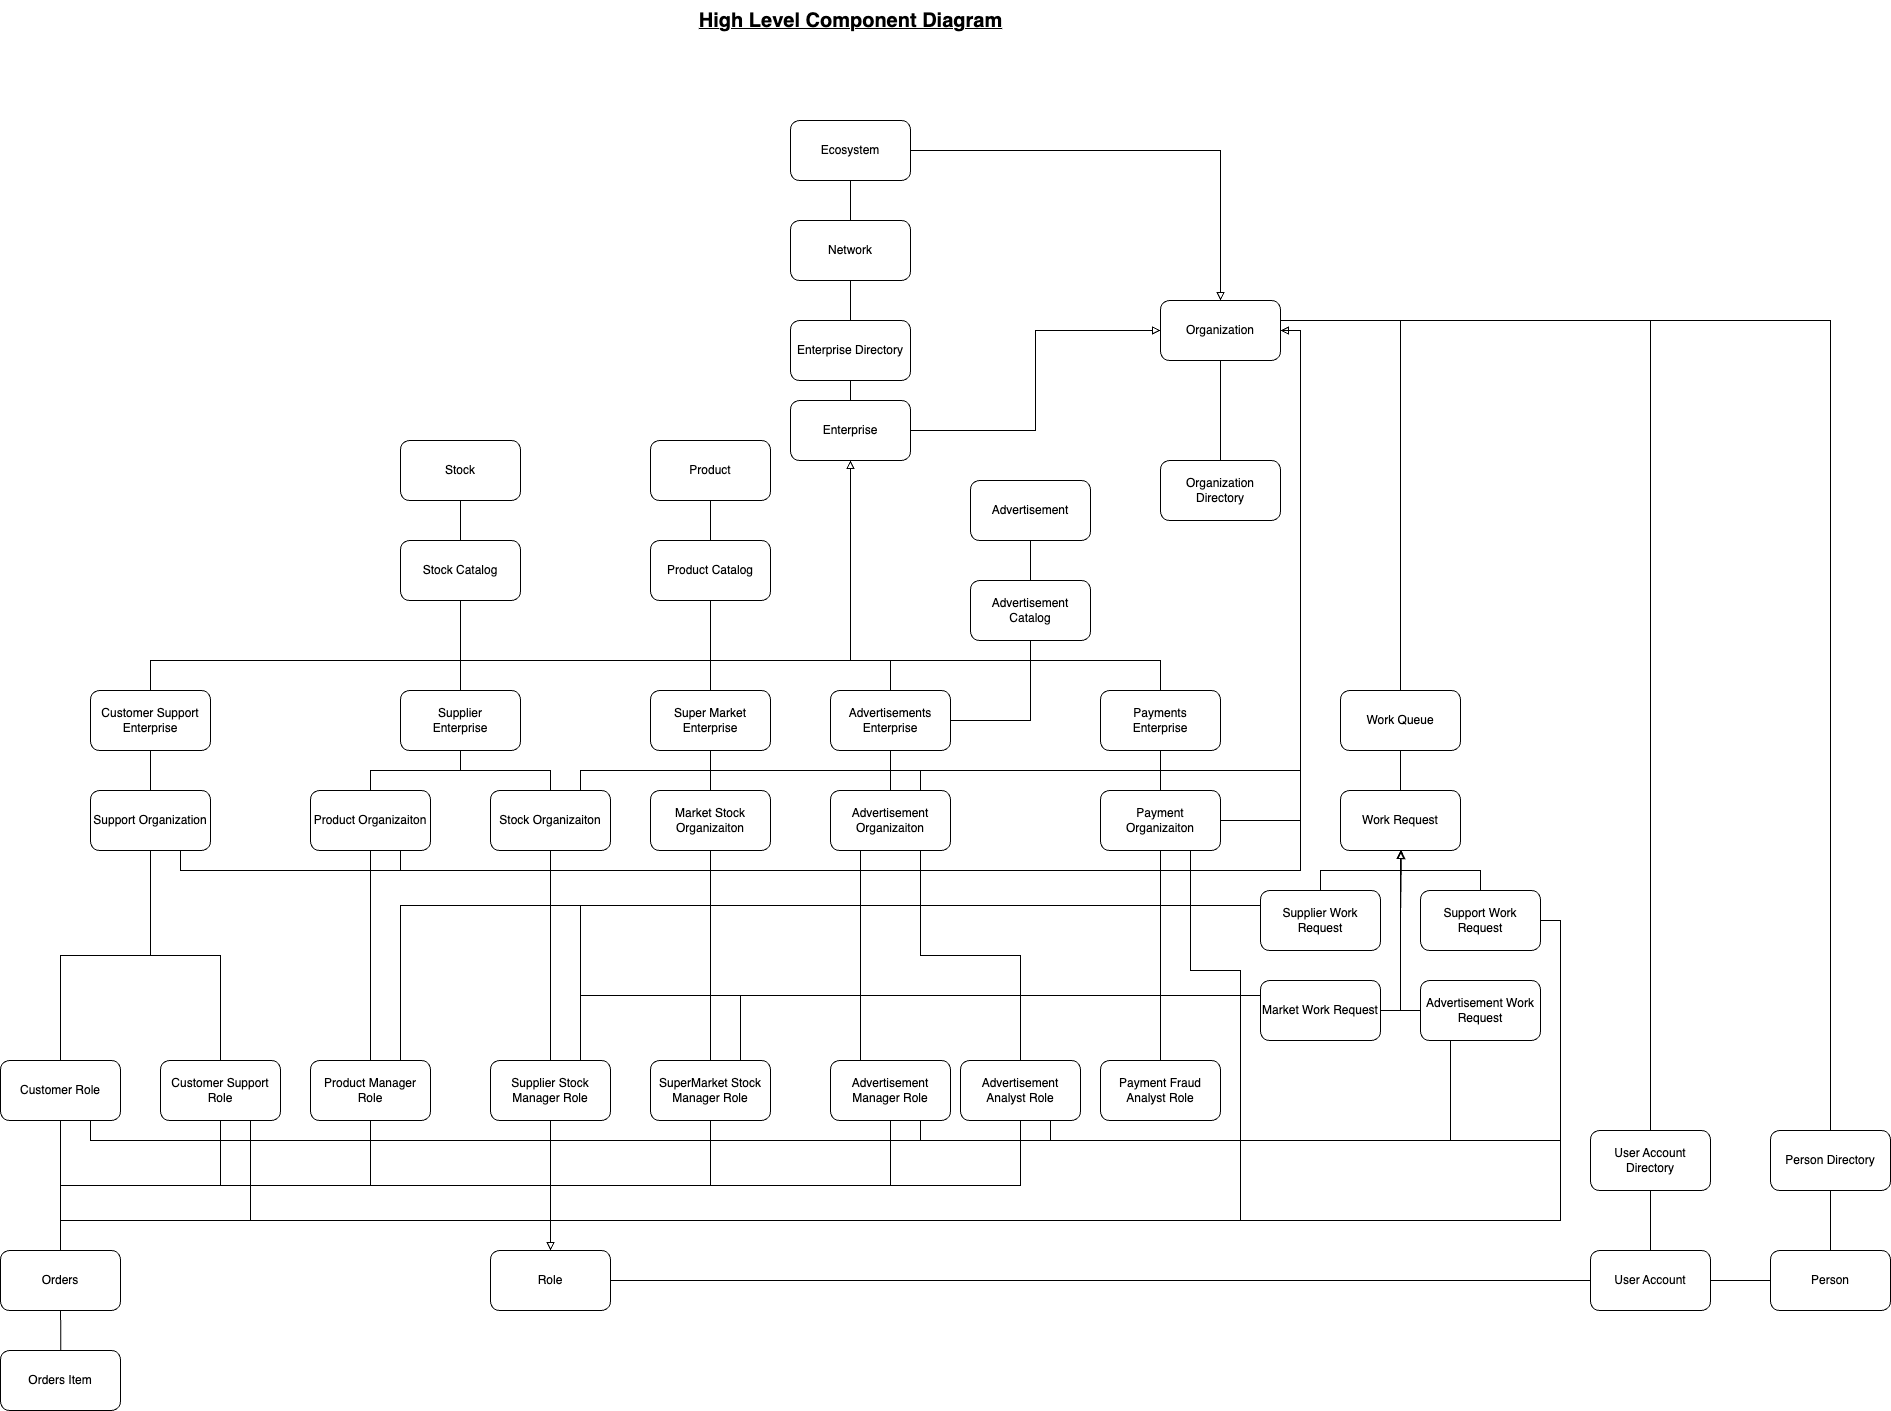 High Level Component Diagram
Ecosystem
Network
Organization
Enterprise Directory
Enterprise
Stock
Product
Organization
Directory
Advertisement
Stock Catalog
Product Catalog
Advertisement
Catalog
Customer Support
Enterprise
Supplier
Enterprise
Super Market
Enterprise
Advertisements
Enterprise
Payments
Enterprise
Work Queue
Support Organization
Product Organizaiton
Stock Organizaiton
Market Stock
Organizaiton
Advertisement
Organizaiton
Payment
Organizaiton
Work Request
Supplier Work
Request
Support Work
Request
Market Work Request
Advertisement Work
Request
Customer Role
Customer Support
Role
Product Manager
Role
Supplier Stock
Manager Role
SuperMarket Stock
Manager Role
Advertisement
Manager Role
Advertisement
Analyst Role
Payment Fraud
Analyst Role
User Account
Directory
Person Directory
Orders
Role
User Account
Person
Orders Item